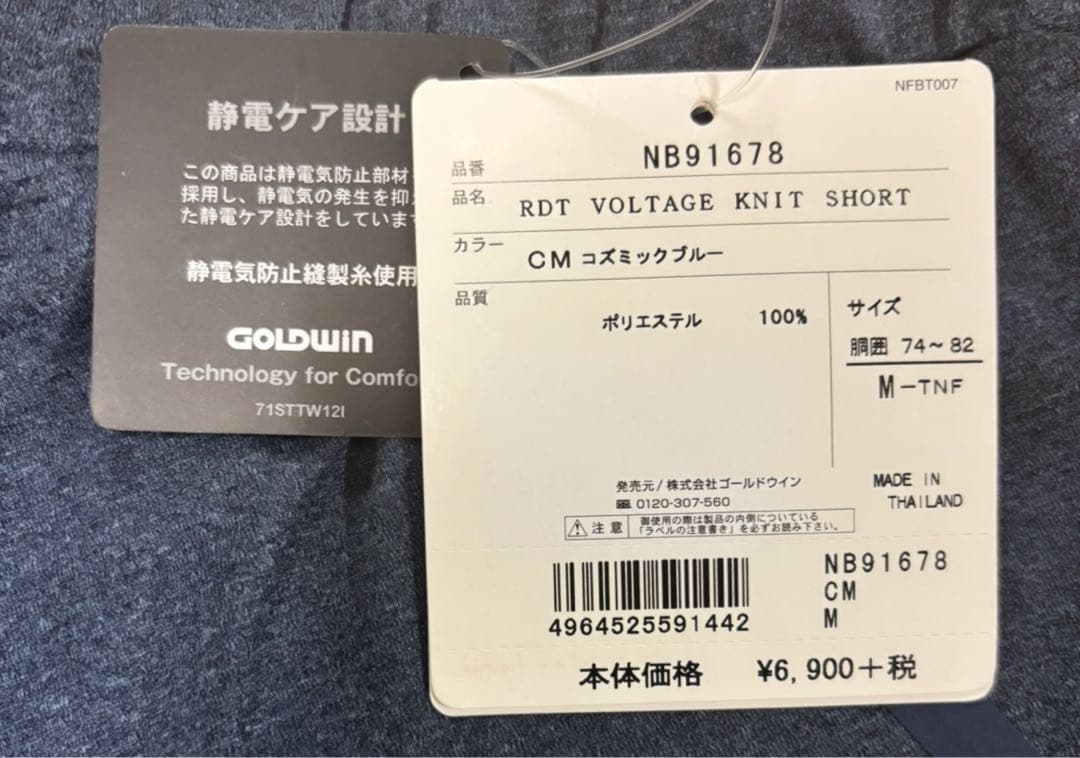 静電ケア設計
この商品は静電気防止部材
採用し、静電気の発生を抑え
た静電ケア設計をしています
静電気防止縫製糸使用
GOLDWIN
Technology for Comfo
71STTW12I
NFBT007
品番 NB91678
品名 RDT VOLTAGE KNIT SHORT
カラー CM コズミックブルー
品質
ポリエステル 100%
サイズ
胴囲 74~82
M-TNF
MADE IN
THAILAND
発売元/株式会社ゴールドウイン
0120-307-560
注意
御使用の際は製品の内側についている
「ラベルの注意書き」を必ずお読み下さい。
NB91678
CM
M
4964525591442
本体価格 ¥6,900+税